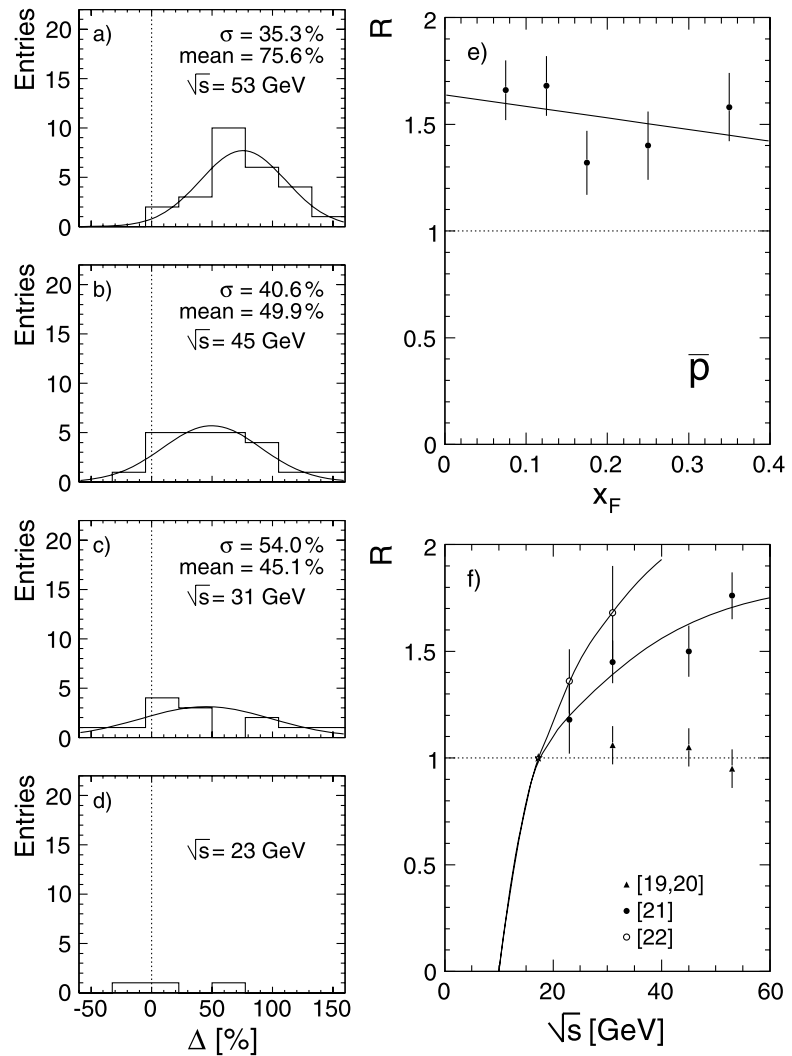 a)
Entries
σ = 35.3 %
mean = 75.6 %
√s = 53 GeV
20
15
10
5
0
b)
Entries
σ = 40.6 %
mean = 49.9 %
√s = 45 GeV
20
15
10
5
0
c)
Entries
σ = 54.0 %
mean = 45.1 %
√s = 31 GeV
20
15
10
5
0
d)
Entries
√s = 23 GeV
20
15
10
5
0
-50 0 50 100 150
Δ [%]
R
e)
2
1.5
1
0.5
0
p̅
0 0.1 0.2 0.3 0.4
x_F
R
f)
2
1.5
1
0.5
0
[19,20]
[21]
[22]
0 20 40 60
√s [GeV]